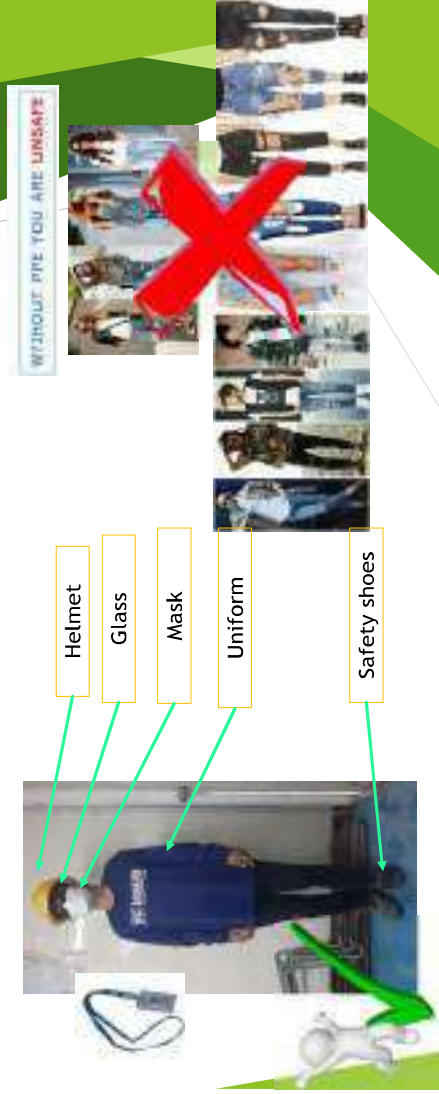 WITHOUT PPE YOU ARE UNSAFE
Helmet
Glass
Mask
Uniform
Safety shoes